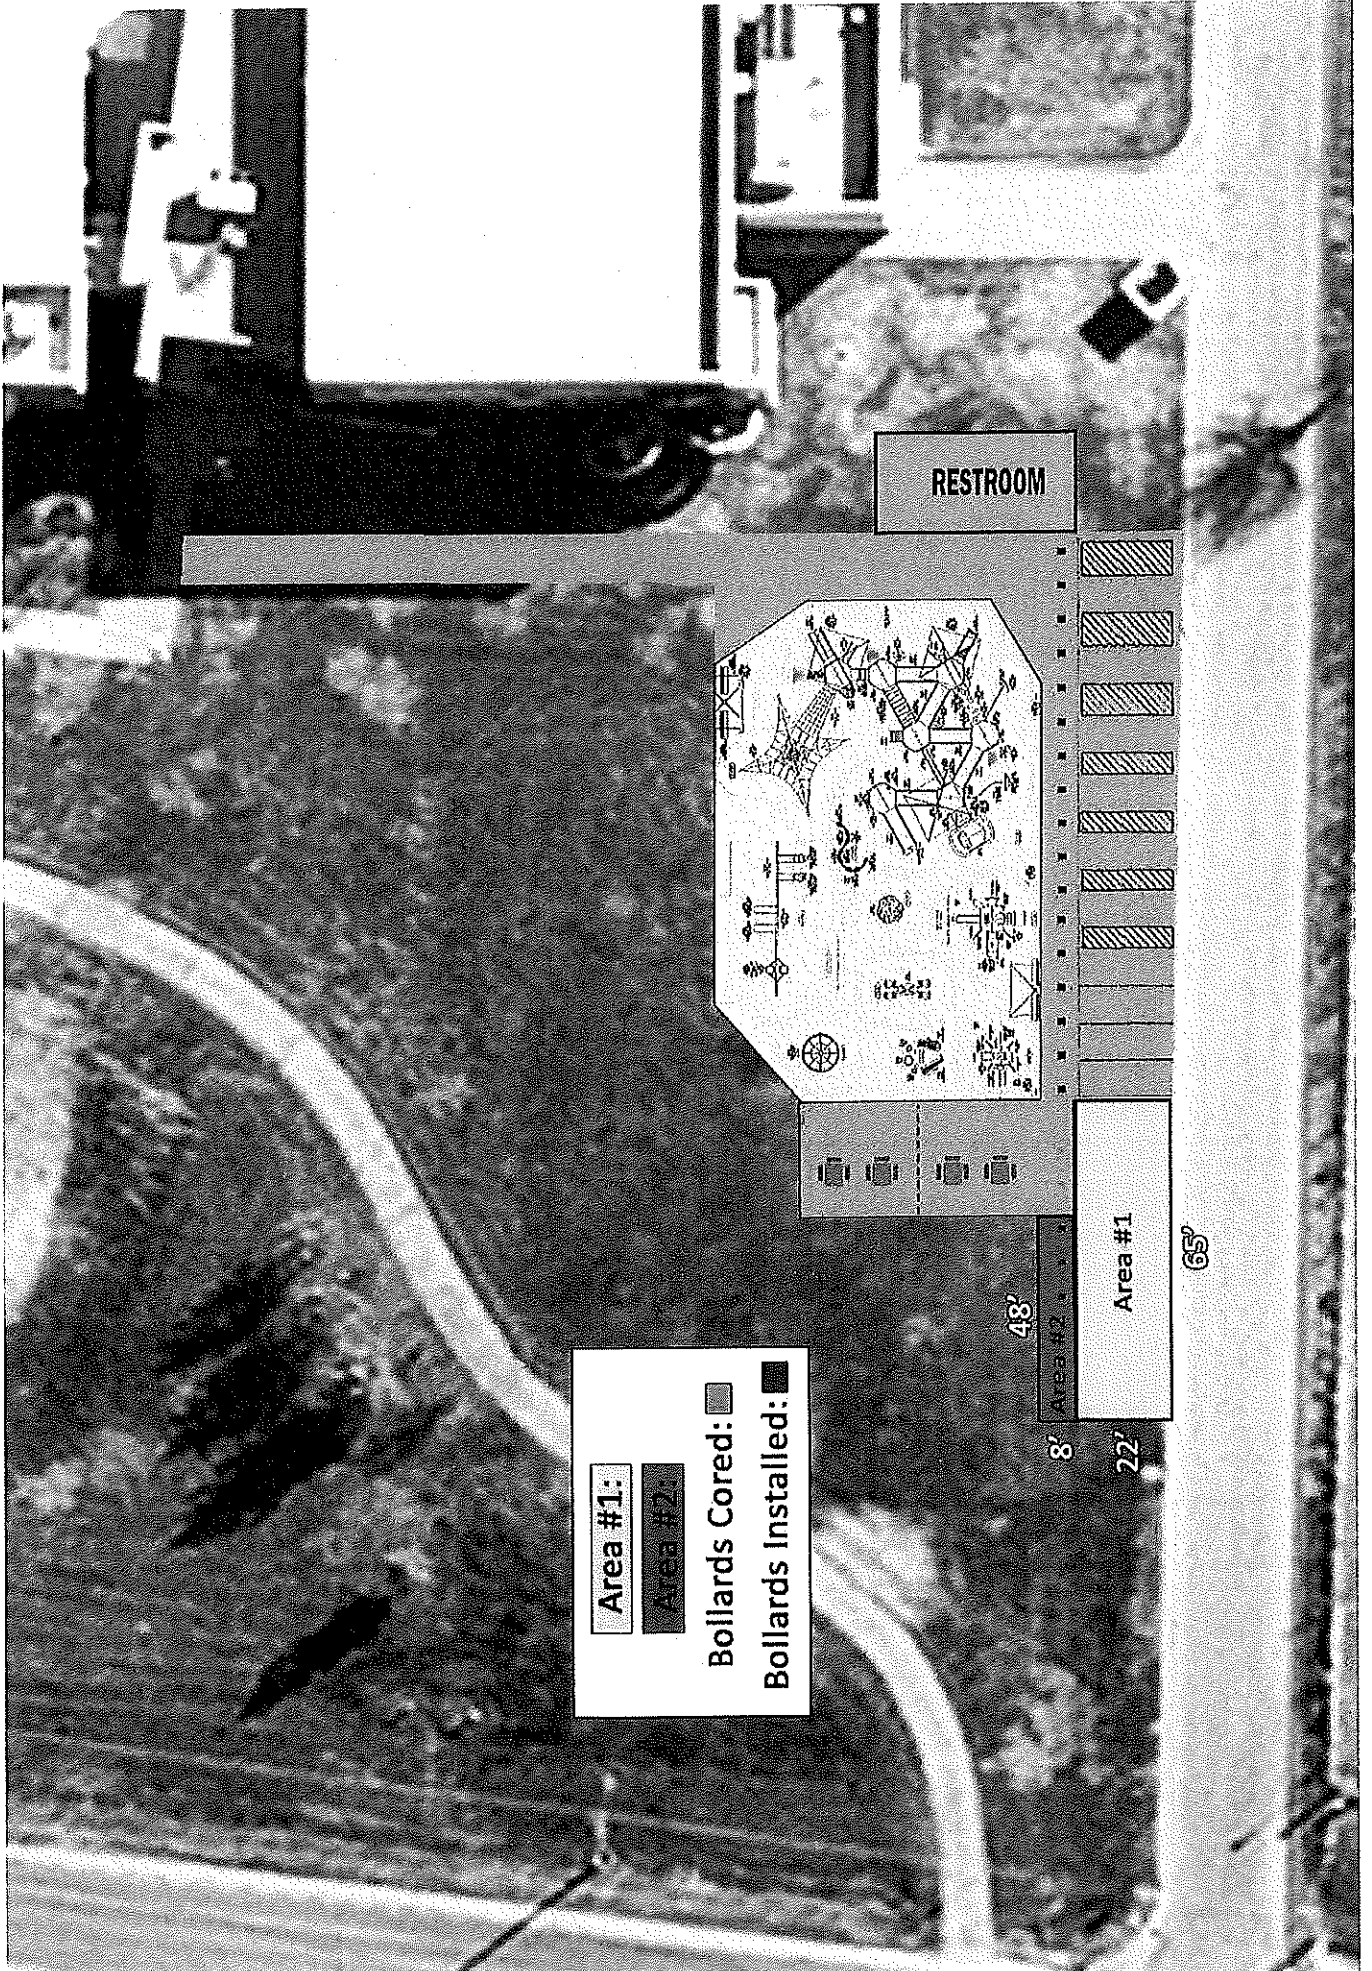 RESTROOM
48'
Area #2
Area #1
65'
8'
22'
Area #1:
Area #2:
Bollards Cored:
Bollards Installed: